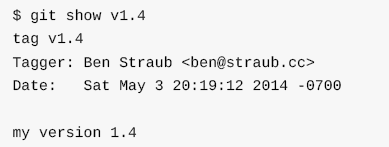 $ git show v1.4
tag v1.4
Tagger: Ben Straub <ben@straub.cc>
Date:   Sat May 3 20:19:12 2014 -0700

my version 1.4